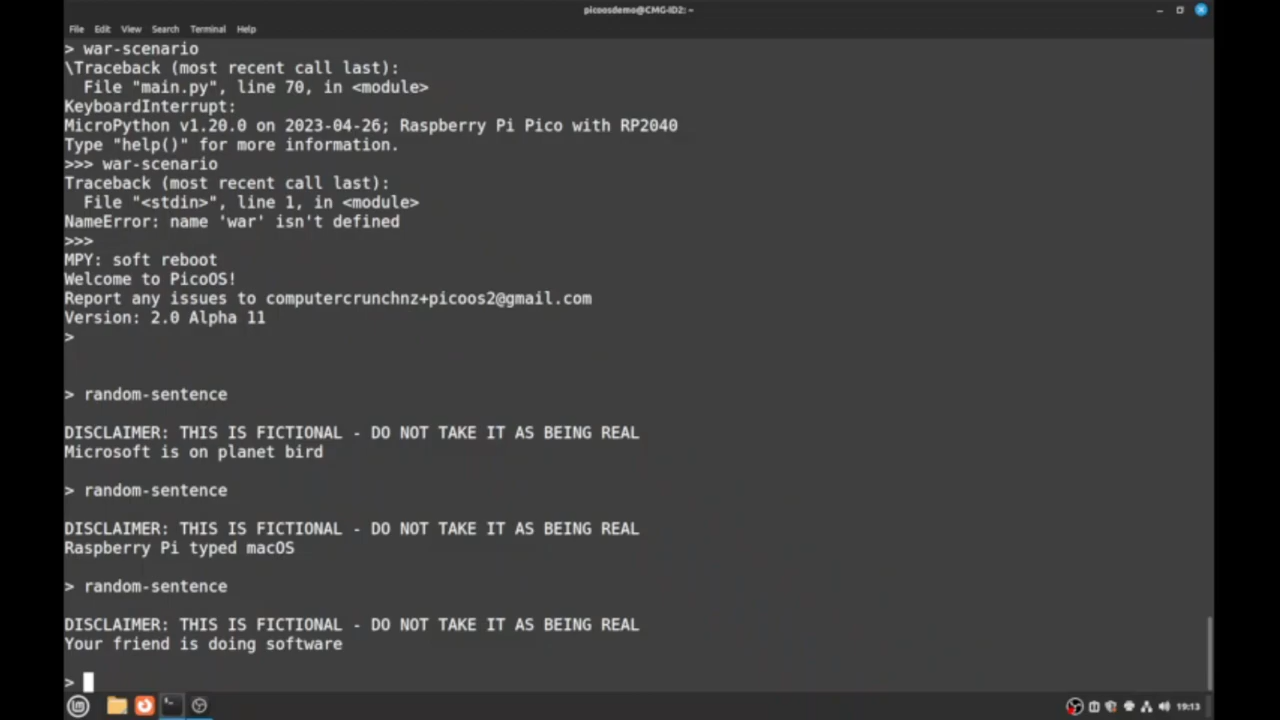 picoosdemo@CMG-ID2: ~
File Edit View Search Terminal Help
> war-scenario
\Traceback (most recent call last):
  File "main.py", line 70, in <module>
KeyboardInterrupt:
MicroPython v1.20.0 on 2023-04-26; Raspberry Pi Pico with RP2040
Type "help()" for more information.
>>> war-scenario
Traceback (most recent call last):
  File "<stdin>", line 1, in <module>
NameError: name 'war' isn't defined
>>>
MPY: soft reboot
Welcome to PicoOS!
Report any issues to computercrunchnz+picoos2@gmail.com
Version: 2.0 Alpha 11
>
> random-sentence
DISCLAIMER: THIS IS FICTIONAL - DO NOT TAKE IT AS BEING REAL
Microsoft is on planet bird
> random-sentence
DISCLAIMER: THIS IS FICTIONAL - DO NOT TAKE IT AS BEING REAL
Raspberry Pi typed macOS
> random-sentence
DISCLAIMER: THIS IS FICTIONAL - DO NOT TAKE IT AS BEING REAL
Your friend is doing software
>
19:13